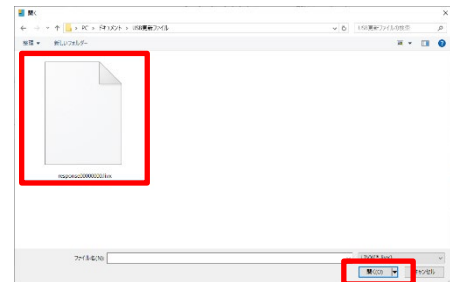 開く
PC › ドキュメント › USB更新ファイル
USB更新ファイルの検索
整理 新しいフォルダー
response00000000.lisx
ファイル名(N):
開く(O) キャンセル